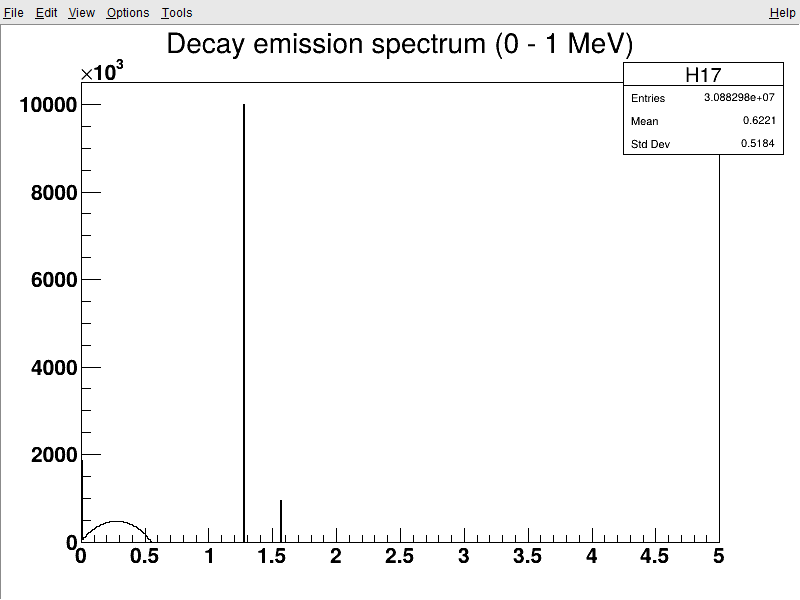 File Edit View Options Tools Help
Decay emission spectrum (0 - 1 MeV)
×10³
H17
Entries 3.088298e+07
Mean 0.6221
Std Dev 0.5184
10000
8000
6000
4000
2000
0
0 0.5 1 1.5 2 2.5 3 3.5 4 4.5 5